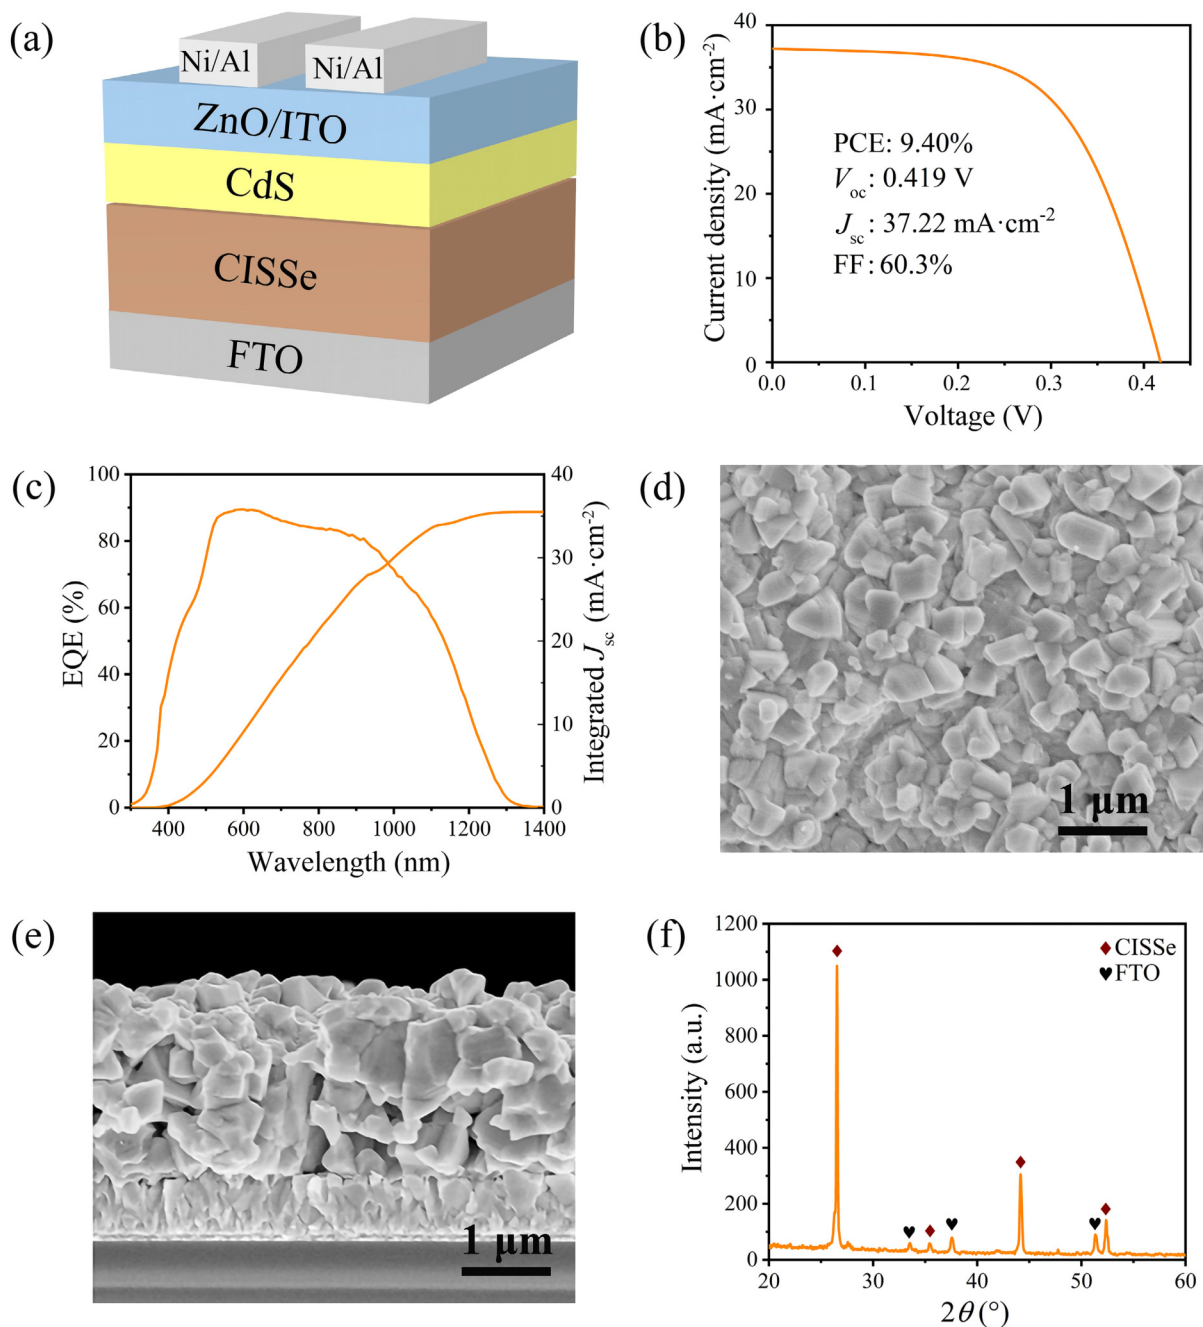 (a)
Ni/Al
Ni/Al
ZnO/ITO
CdS
CISSe
FTO
(b)
Current density (mA·cm⁻²)
40
30
20
10
0
PCE: 9.40%
Voc: 0.419 V
Jsc: 37.22 mA·cm⁻²
FF: 60.3%
0.0
0.1
0.2
0.3
0.4
Voltage (V)
(c)
EQE (%)
100
80
60
40
20
0
Integrated Jsc (mA·cm⁻²)
40
30
20
10
0
400
600
800
1000
1200
1400
Wavelength (nm)
(d)
1 μm
(e)
1 μm
(f)
Intensity (a.u.)
1200
1000
800
600
400
200
0
♦ CISSe
♥ FTO
20
30
40
50
60
2θ (°)